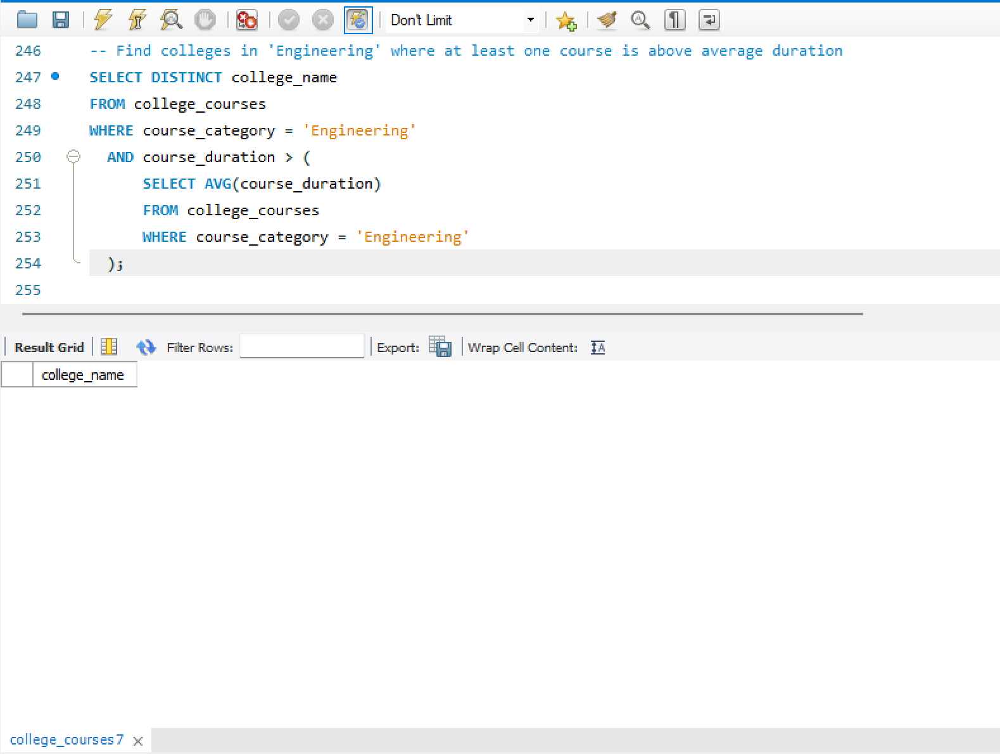 Don't Limit
246 -- Find colleges in 'Engineering' where at least one course is above average duration
247 SELECT DISTINCT college_name
248 FROM college_courses
249 WHERE course_category = 'Engineering'
250 AND course_duration > (
251 SELECT AVG(course_duration)
252 FROM college_courses
253 WHERE course_category = 'Engineering'
254 );
255
Result Grid Filter Rows: Export: Wrap Cell Content:
college_name
college_courses 7